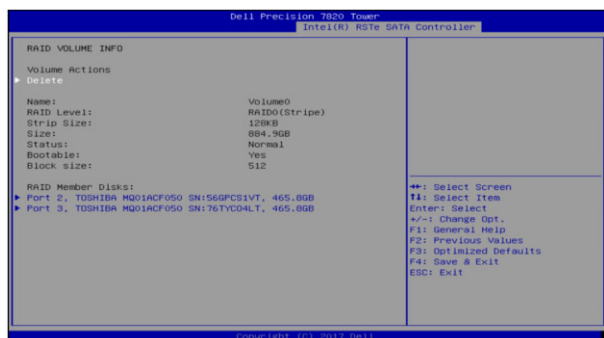 Dell Precision 7820 Tower
Intel(R) RSTe SATA Controller
RAID VOLUME INFO
Volume Actions
Delete
Name: Volume0
RAID Level: RAID0(Stripe)
Strip Size: 128KB
Size: 884.9GB
Status: Normal
Bootable: Yes
Block size: 512
RAID Member Disks:
Port 2, TOSHIBA MQ01ACF050 SN:56GPCS1VT, 465.8GB
Port 3, TOSHIBA MQ01ACF050 SN:76TYC04LT, 465.8GB
: Select Screen
↑↓: Select Item
Enter: Select
+/-: Change Opt.
F1: General Help
F2: Previous Values
F3: Optimized Defaults
F4: Save & Exit
ESC: Exit
Copyright (C) 2017 Dell